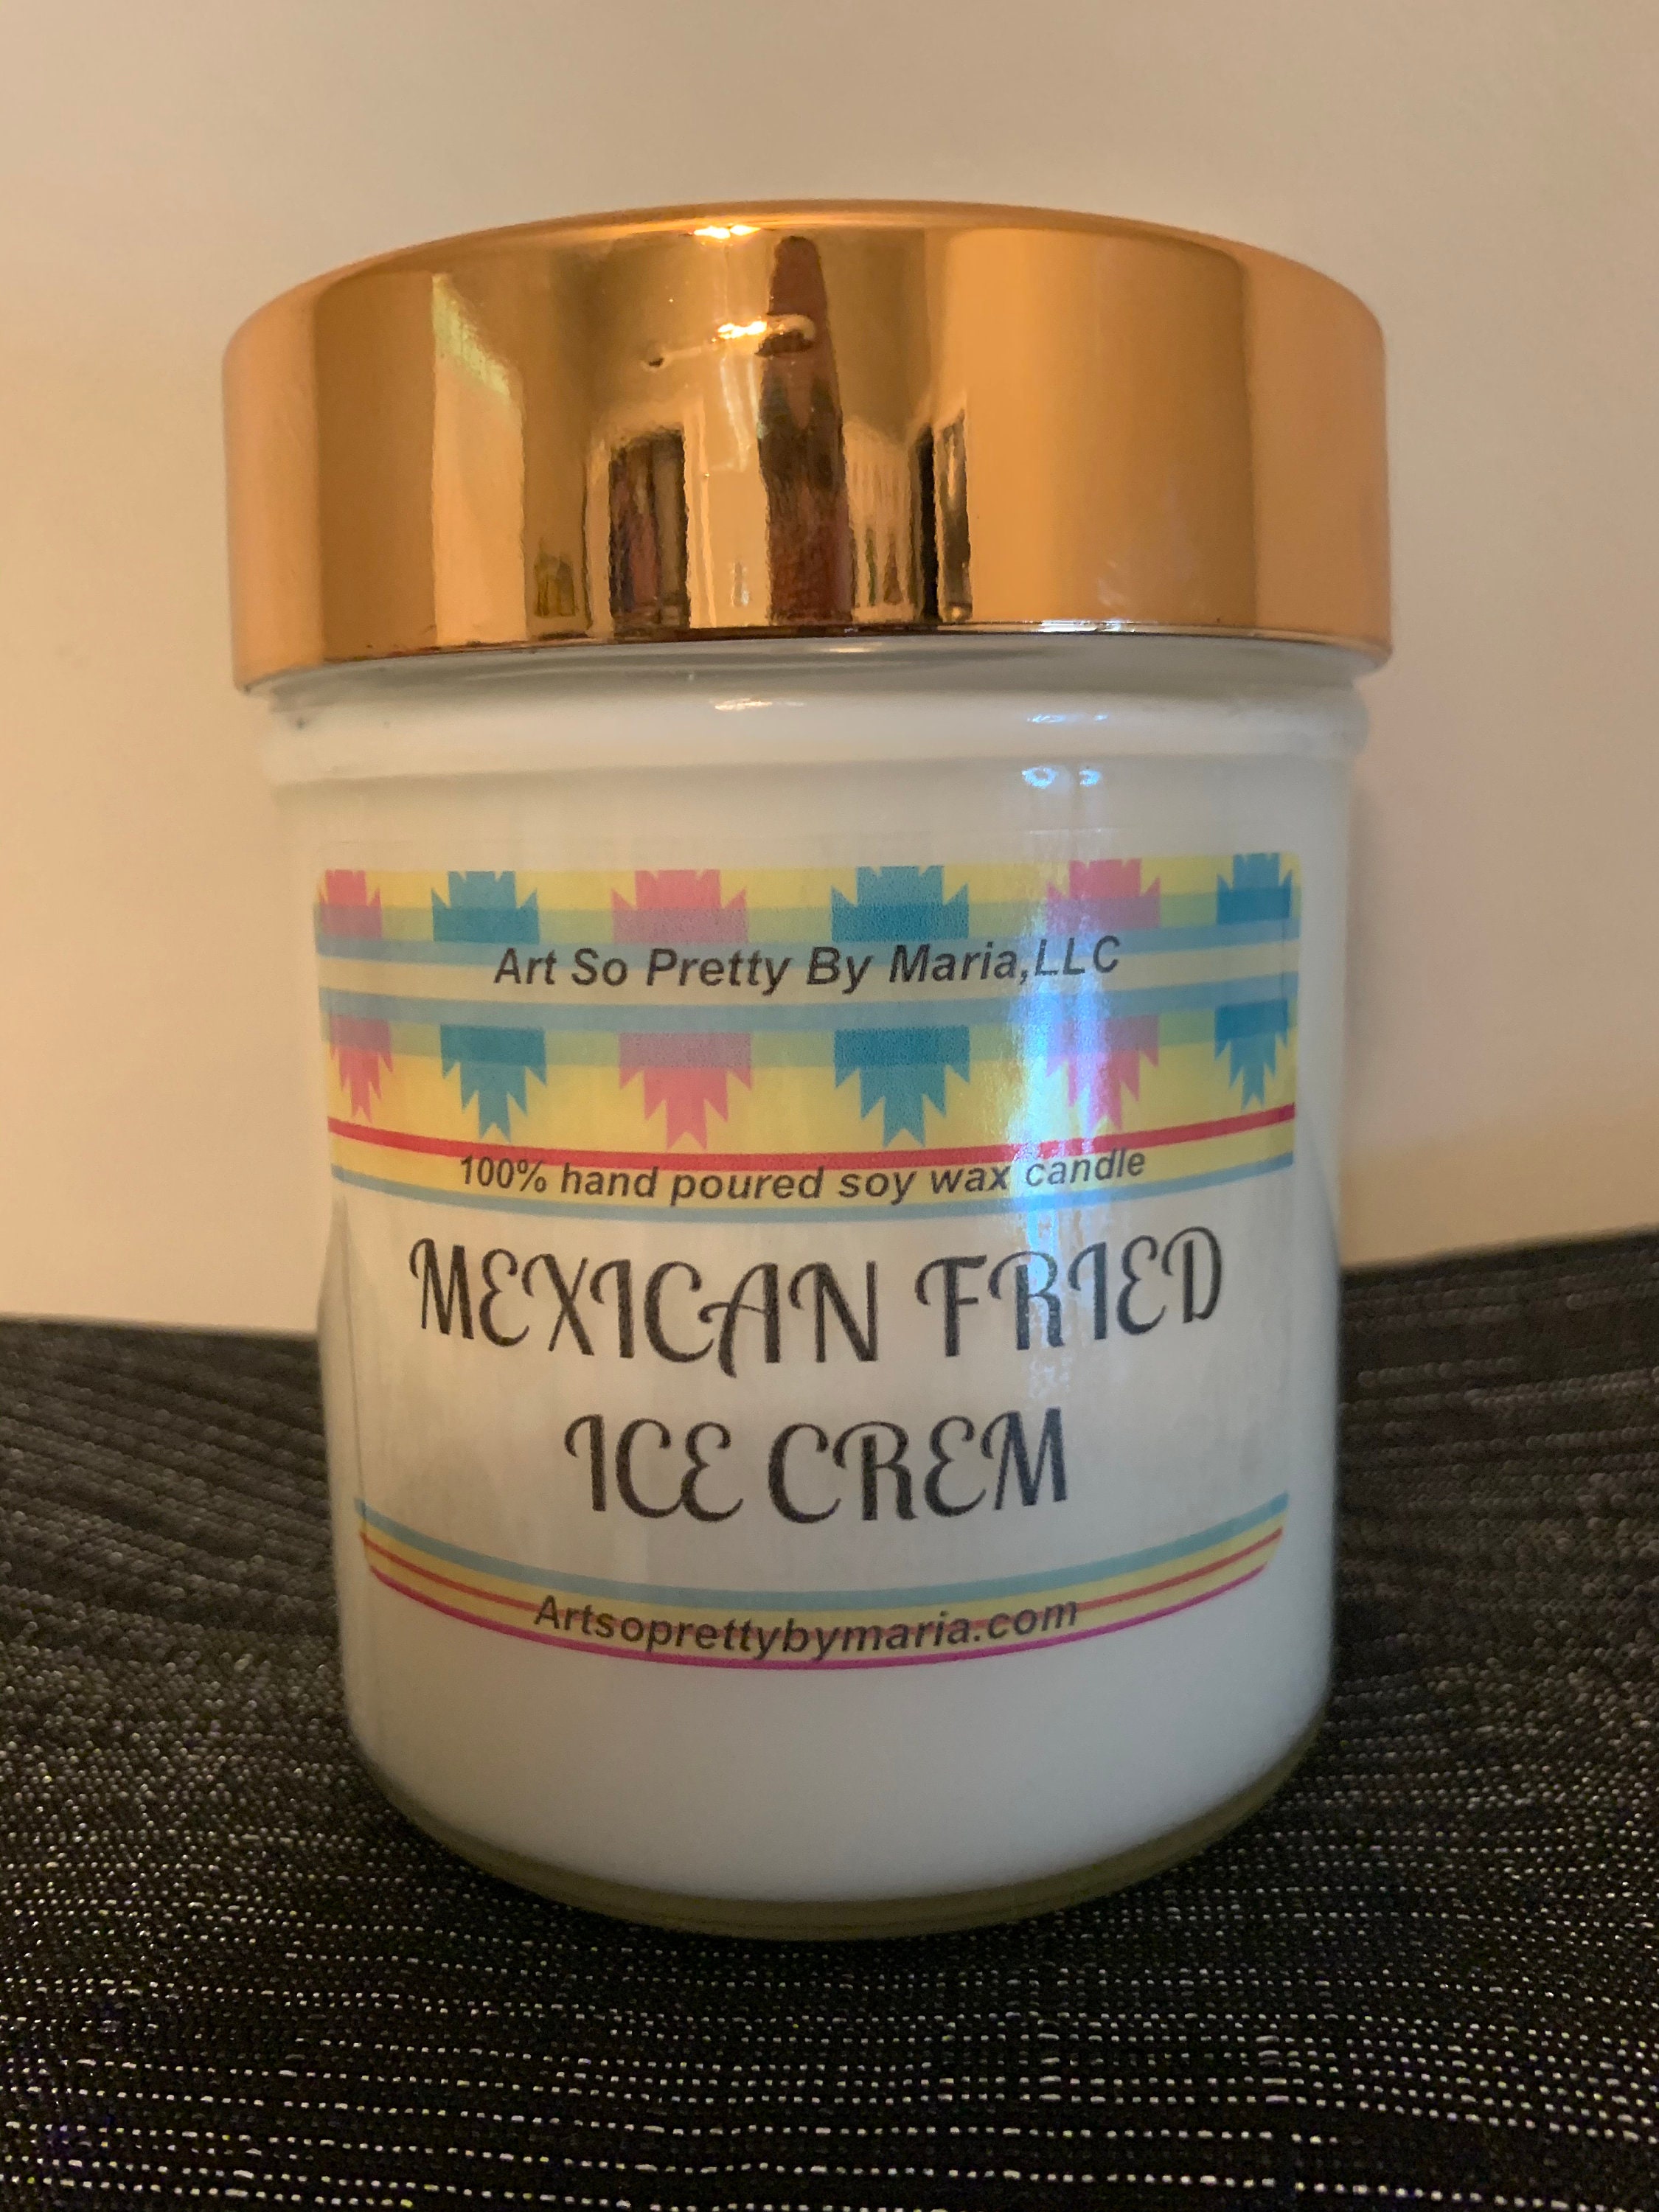 Art So Pretty By Maria,LLC
100% hand poured soy wax candle
MEXICAN FRIED
ICE CREM
Artsoprettybymaria.com